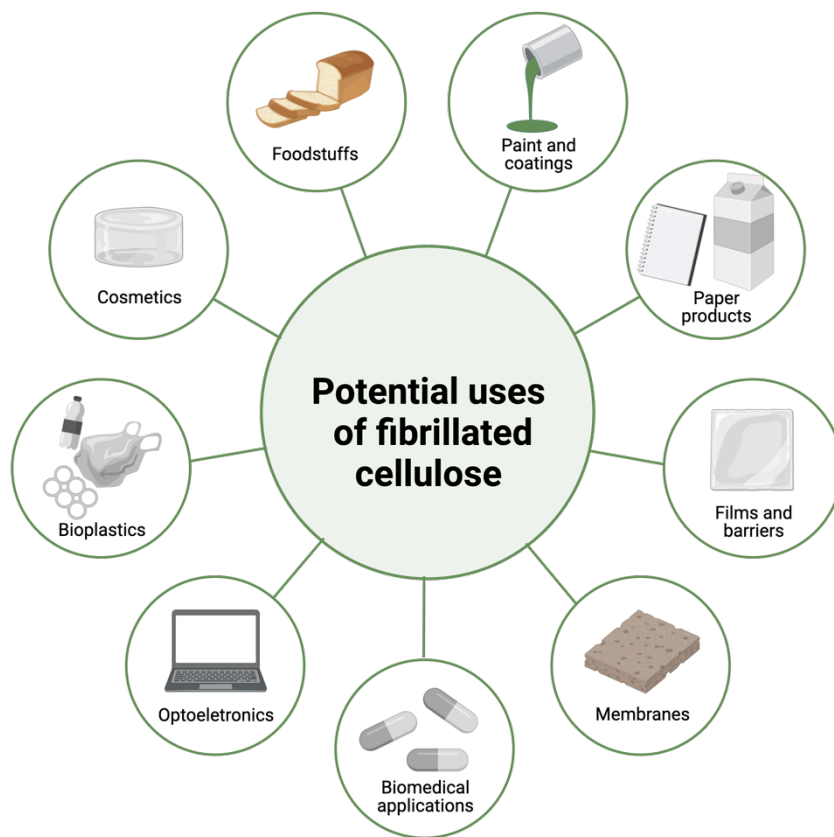 Foodstuffs
Paint and
coatings
Paper
products
Films and
barriers
Membranes
Biomedical
applications
Optoeletronics
Bioplastics
Cosmetics
Potential uses
of fibrillated
cellulose